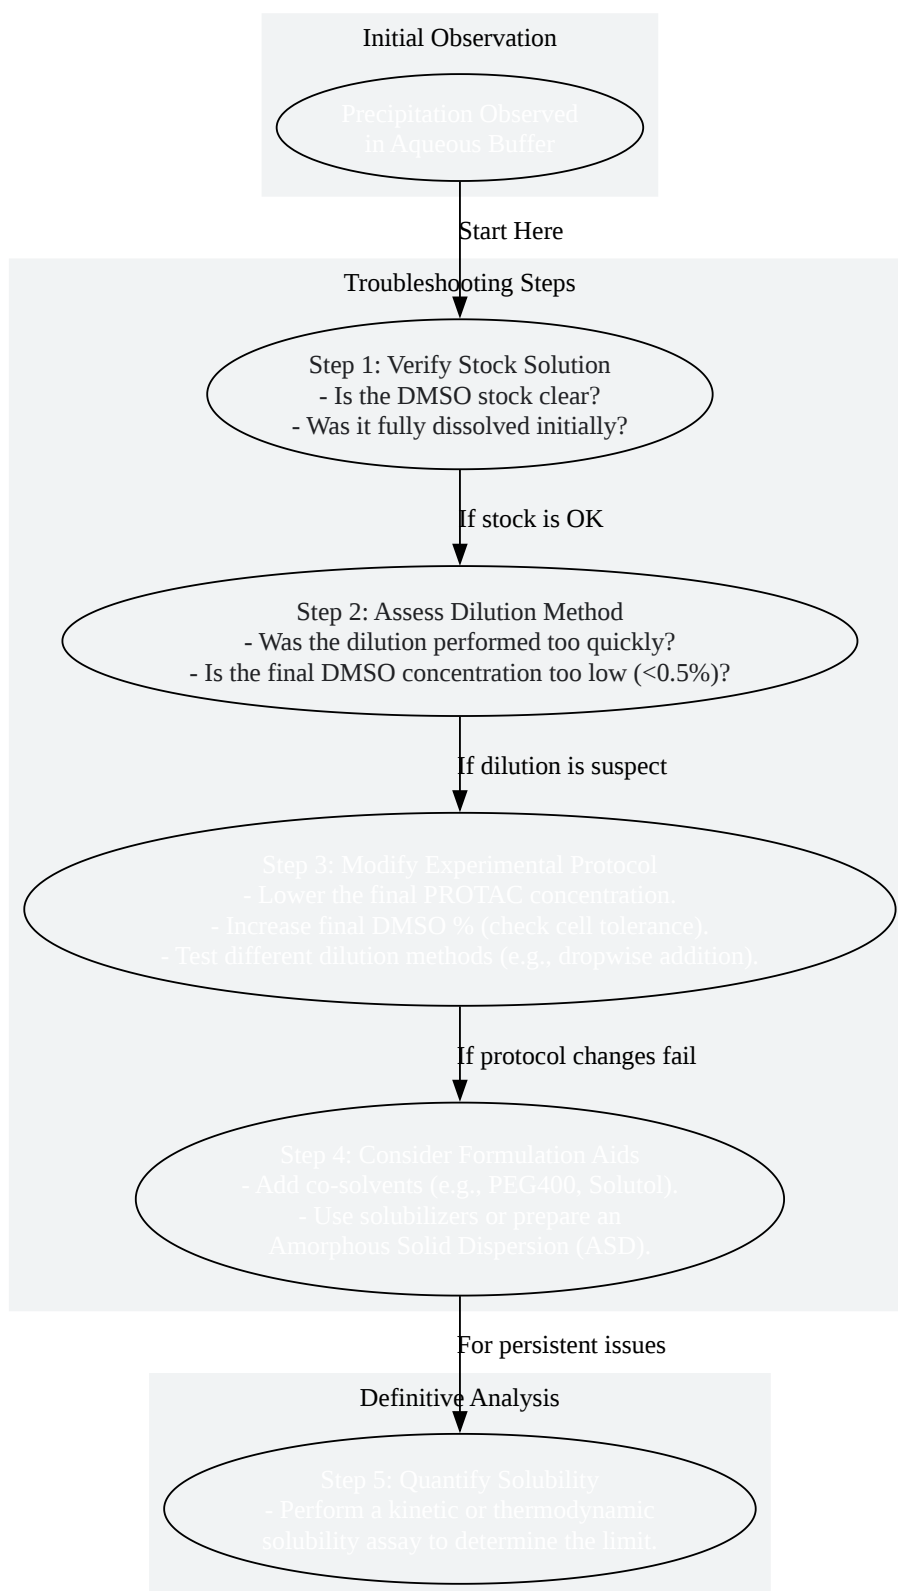 Initial Observation
Precipitation Observed
in Aqueous Buffer
Start Here
Troubleshooting Steps
Step 1: Verify Stock Solution
- Is the DMSO stock clear?
- Was it fully dissolved initially?
If stock is OK
Step 2: Assess Dilution Method
- Was the dilution performed too quickly?
- Is the final DMSO concentration too low (<0.5%)?
If dilution is suspect
Step 3: Modify Experimental Protocol
- Lower the final PROTAC concentration.
- Increase final DMSO % (check cell tolerance).
- Test different dilution methods (e.g., dropwise addition).
If protocol changes fail
Step 4: Consider Formulation Aids
- Add co-solvents (e.g., PEG400, Solutol).
- Use solubilizers or prepare an
Amorphous Solid Dispersion (ASD).
For persistent issues
Definitive Analysis
Step 5: Quantify Solubility
- Perform a kinetic or thermodynamic
solubility assay to determine the limit.